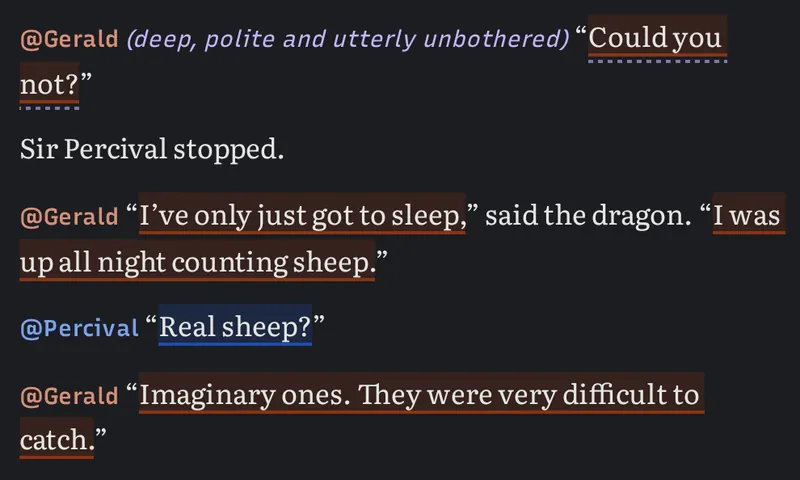 @Gerald (deep, polite and utterly unbothered) “Could you
not?”
Sir Percival stopped.
@Gerald “I’ve only just got to sleep,” said the dragon. “I was
up all night counting sheep.”
@Percival “Real sheep?”
@Gerald “Imaginary ones. They were very difficult to
catch.”